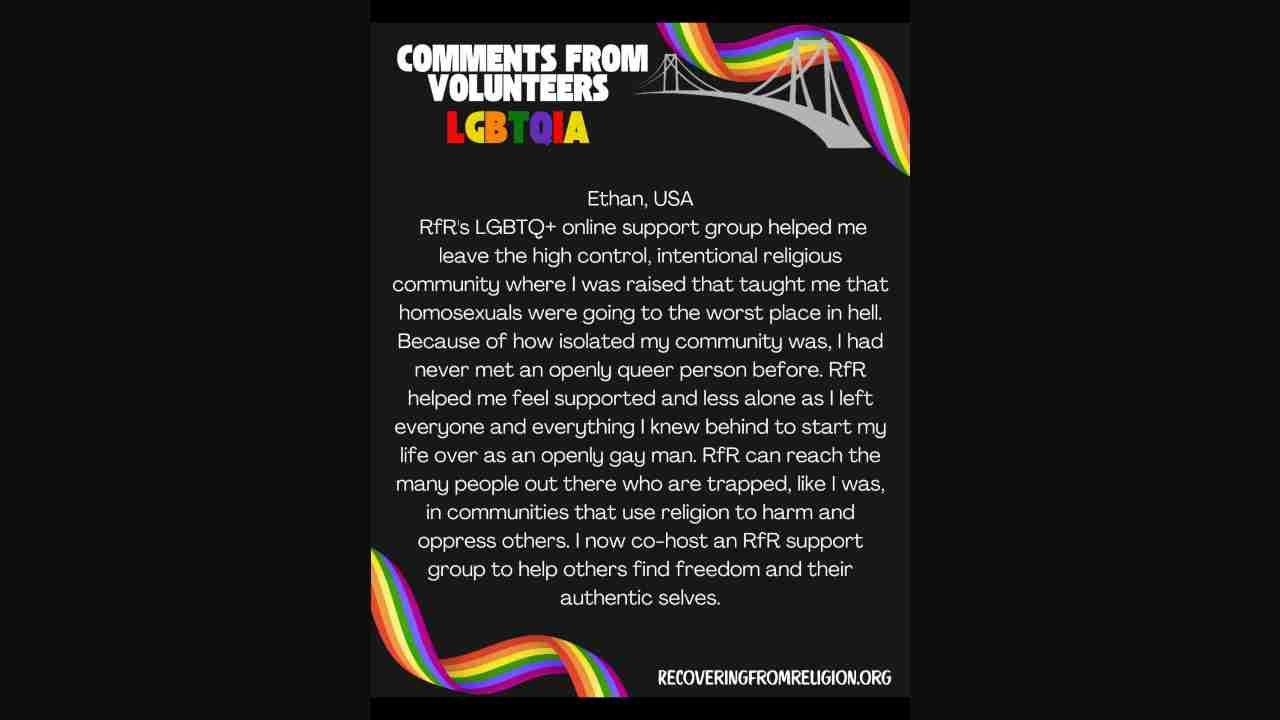 COMMENTS FROM
VOLUNTEERS
LGBTQIA
Ethan, USA
RfR's LGBTQ+ online support group helped me
leave the high control, intentional religious
community where I was raised that taught me that
homosexuals were going to the worst place in hell.
Because of how isolated my community was, I had
never met an openly queer person before. RfR
helped me feel supported and less alone as I left
everyone and everything I knew behind to start my
life over as an openly gay man. RfR can reach the
many people out there who are trapped, like I was,
in communities that use religion to harm and
oppress others. I now co-host an RfR support
group to help others find freedom and their
authentic selves.
RECOVERINGFROMRELIGION.ORG